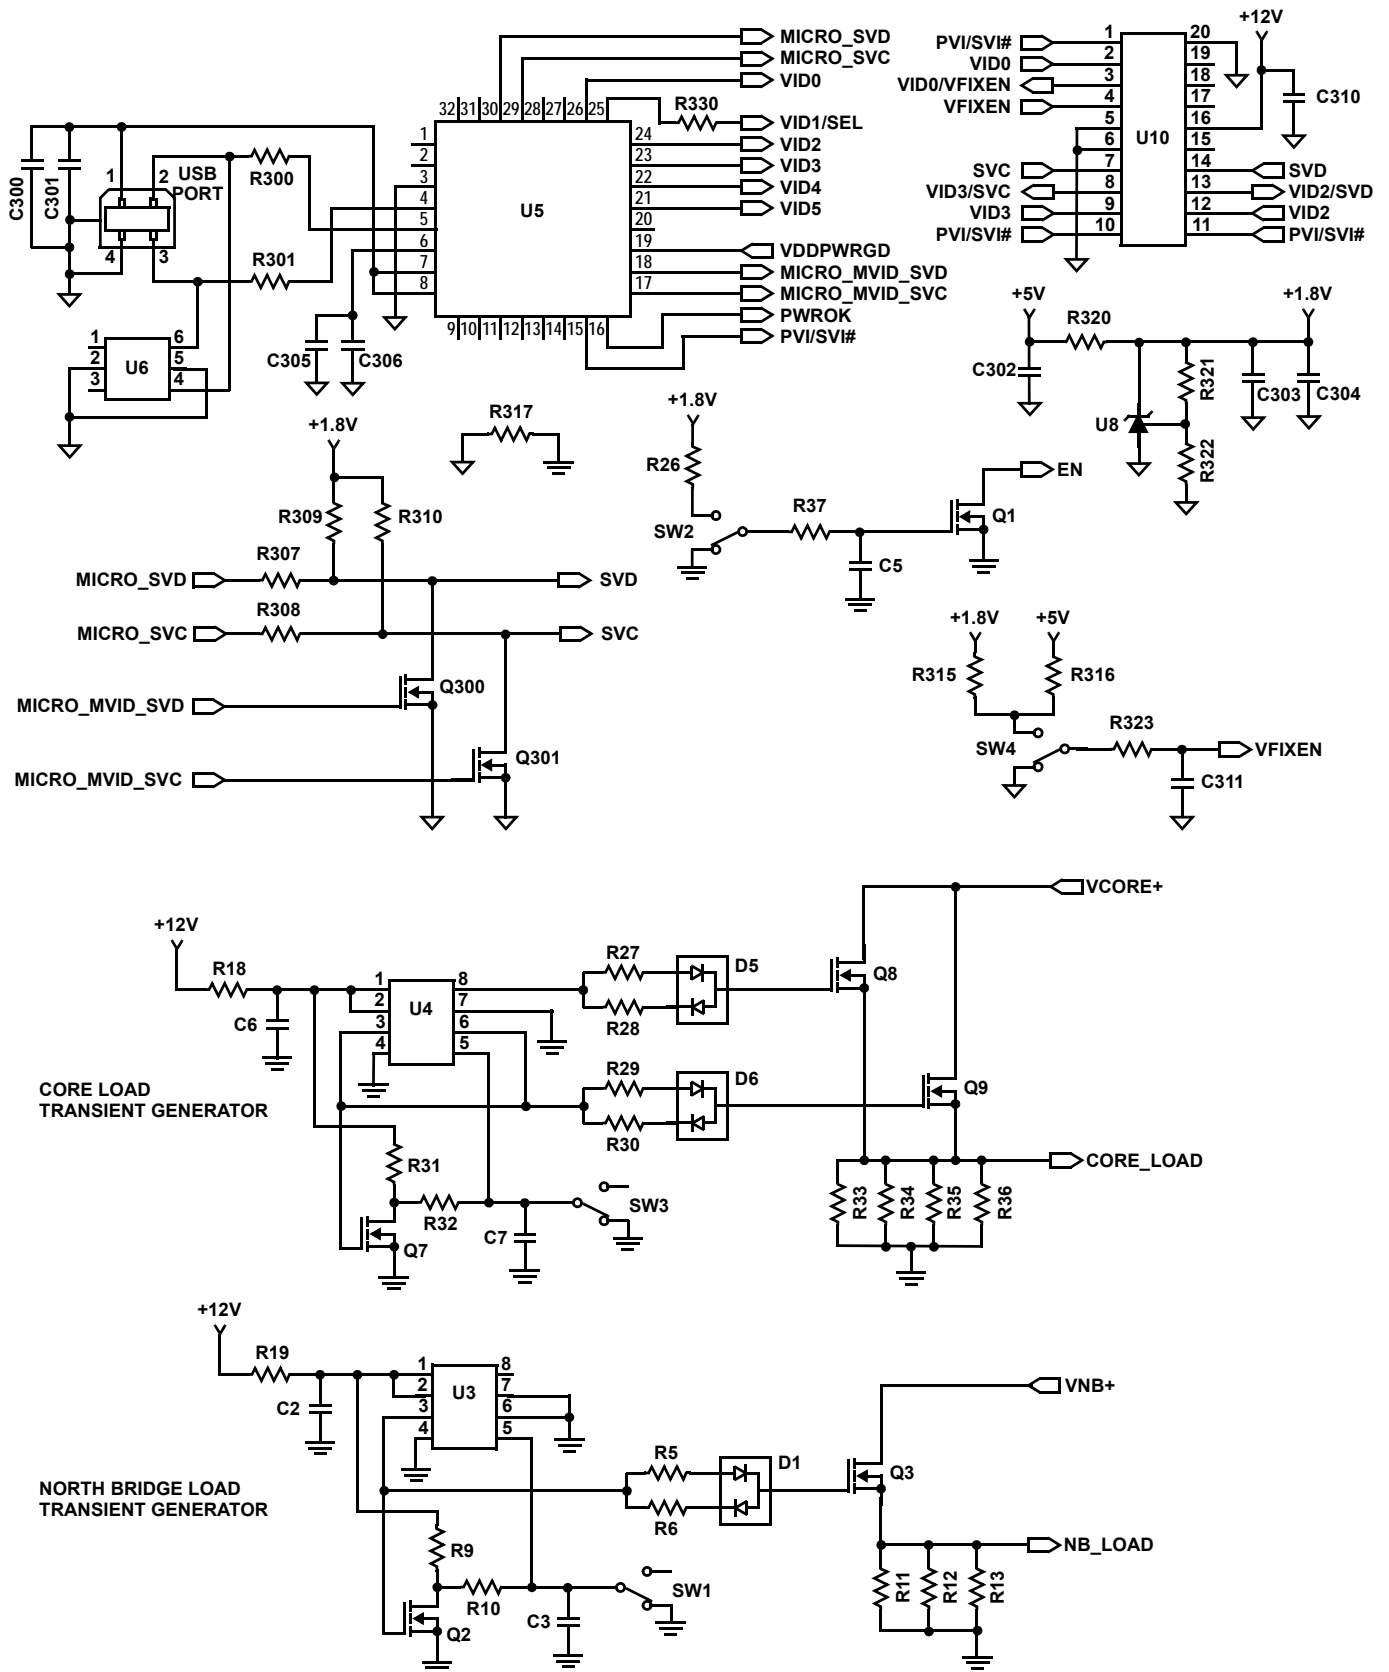 MICRO_SVD
MICRO_SVC
VID0
32 31 30 29 28 27 26 25
R330
VID1/SEL
VID2
VID3
VID4
VID5
VDDPWRGD
MICRO_MVID_SVD
MICRO_MVID_SVC
PWROK
PVI/SVI#
1
2
3
4
5
6
7
8
U5
24
23
22
21
20
19
18
17
9 10 11 12 13 14 15 16
C300
C301
1 2
USB
PORT
4 3
R300
R301
C305
C306
1
2
3
U6
6
5
4
+12V
C310
PVI/SVI#
VID0
VID0/VFIXEN
VFIXEN
SVC
VID3/SVC
VID3
PVI/SVI#
1
2
3
4
5
6
7
8
9
10
U10
20
19
18
17
16
15
14
13
12
11
SVD
VID2/SVD
VID2
PVI/SVI#
+5V
R320
+1.8V
C302
R321
C303
C304
U8
R322
+1.8V
R317
R309
R310
R307
MICRO_SVD
SVD
R308
MICRO_SVC
SVC
MICRO_MVID_SVD
Q300
MICRO_MVID_SVC
Q301
+1.8V
R26
SW2
R37
C5
Q1
EN
+1.8V
+5V
R315
R316
SW4
R323
VFIXEN
C311
+12V
R18
C6
1
2
3
4
U4
8
7
6
5
R27
R28
D5
Q8
VCORE+
CORE LOAD
TRANSIENT GENERATOR
R29
R30
D6
Q9
R31
R32
Q7
C7
SW3
CORE_LOAD
R33
R34
R35
R36
+12V
R19
C2
1
2
3
4
U3
8
7
6
5
VNB+
R5
R6
D1
Q3
NORTH BRIDGE LOAD
TRANSIENT GENERATOR
R9
R10
Q2
C3
SW1
NB_LOAD
R11
R12
R13